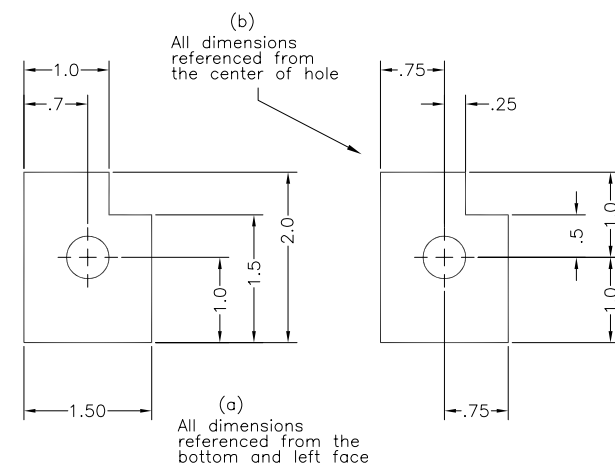 (b)
All dimensions
referenced from
the center of hole
1.0
.7
.75
.25
2.0
1.5
1.0
1.0
.5
1.0
1.50
.75
(a)
All dimensions
referenced from the
bottom and left face